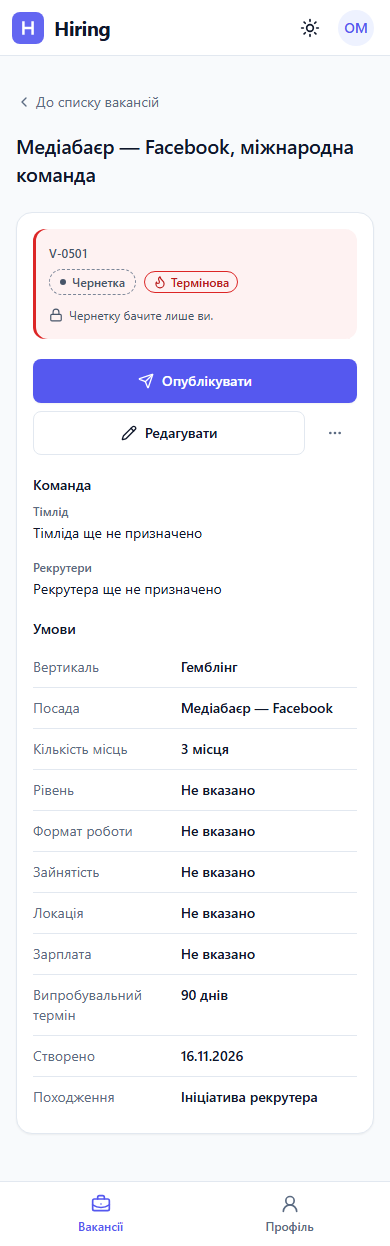 H Hiring
OM
До списку вакансій
Медіабаєр — Facebook, міжнародна
команда
V-0501
Чернетка
Термінова
Чернетку бачите лише ви.
Опублікувати
Редагувати
Команда
Тімлід
Тімліда ще не призначено
Рекрутери
Рекрутера ще не призначено
Умови
Вертикаль Гемблінг
Посада Медіабаєр — Facebook
Кількість місць 3 місця
Рівень Не вказано
Формат роботи Не вказано
Зайнятість Не вказано
Локація Не вказано
Зарплата Не вказано
Випробувальний 90 днів
термін
Створено 16.11.2026
Походження Ініціатива рекрутера
Вакансії
Профіль